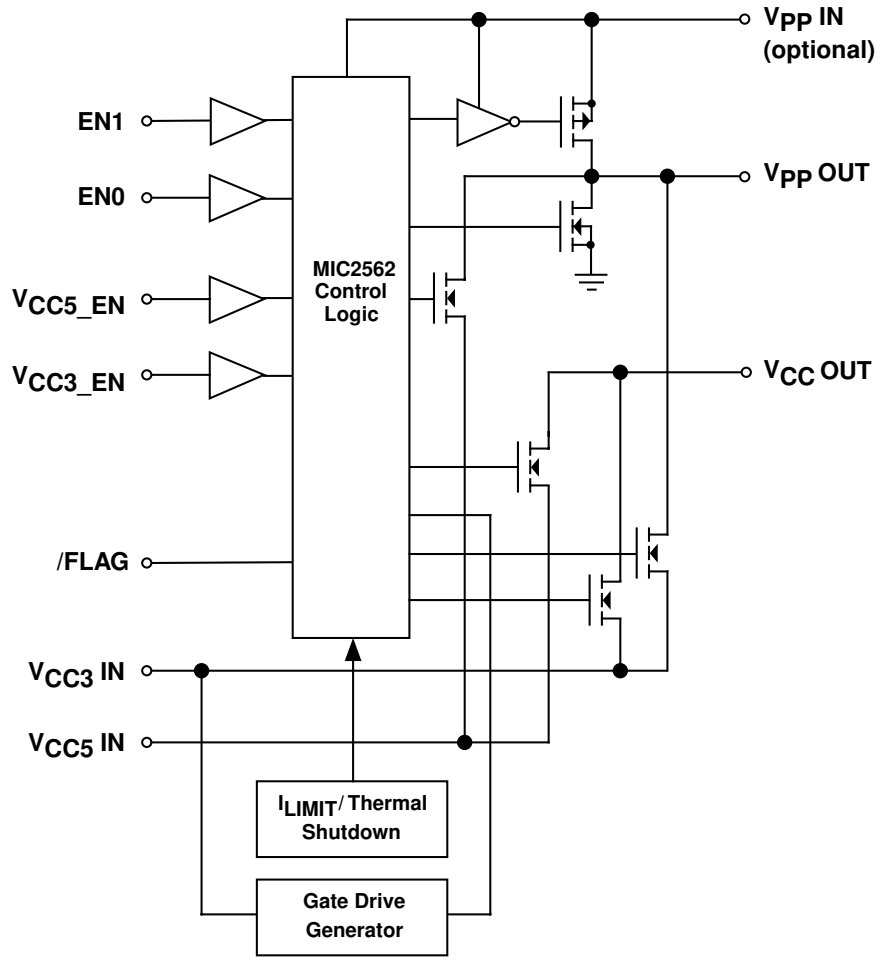 VPP IN
(optional)
EN1
VPP OUT
EN0
MIC2562
Control
Logic
VCC5_EN
VCC3_EN
VCC OUT
/FLAG
VCC3 IN
VCC5 IN
ILIMIT/ Thermal
Shutdown
Gate Drive
Generator